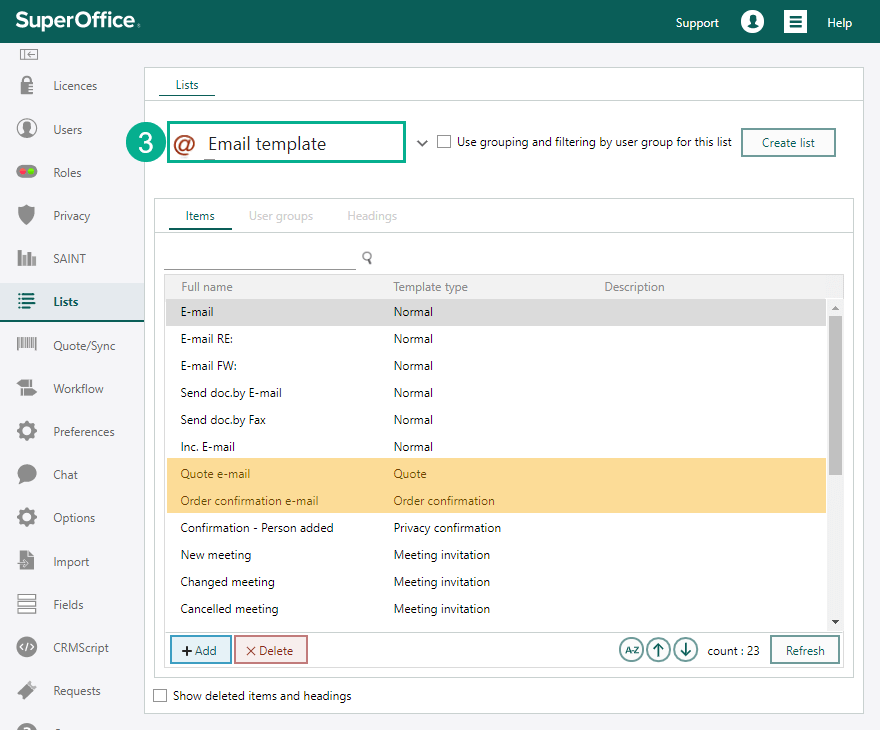 SuperOffice.
Support
Help
Licences
Users
Roles
Privacy
SAINT
Lists
Quote/Sync
Workflow
Preferences
Chat
Options
Import
Fields
CRMScript
Requests
Lists
3
@ Email template
Use grouping and filtering by user group for this list
Create list
Items User groups Headings
Full name Template type Description
E-mail Normal
E-mail RE: Normal
E-mail FW: Normal
Send doc.by E-mail Normal
Send doc.by Fax Normal
Inc. E-mail Normal
Quote e-mail Quote
Order confirmation e-mail Order confirmation
Confirmation - Person added Privacy confirmation
New meeting Meeting invitation
Changed meeting Meeting invitation
Cancelled meeting Meeting invitation
+ Add × Delete A-Z count : 23 Refresh
Show deleted items and headings